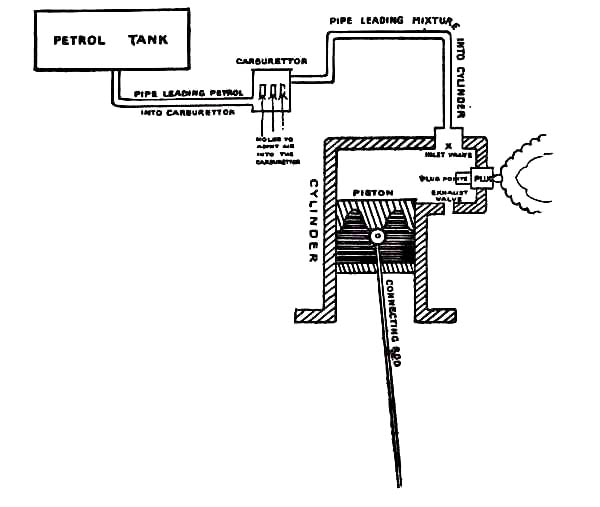 PIPE LEADING MIXTURE
INTO CYLINDER
PETROL TANK
CARBURETTOR
PIPE LEADING PETROL
INTO CARBURETTOR
HOLES TO
ADMIT AIR
INTO THE
CARBURETTOR
X
INLET VALVE
PLUG POINTS
PLUG
EXHAUST
VALVE
PISTON
CYLINDER
CONNECTING ROD